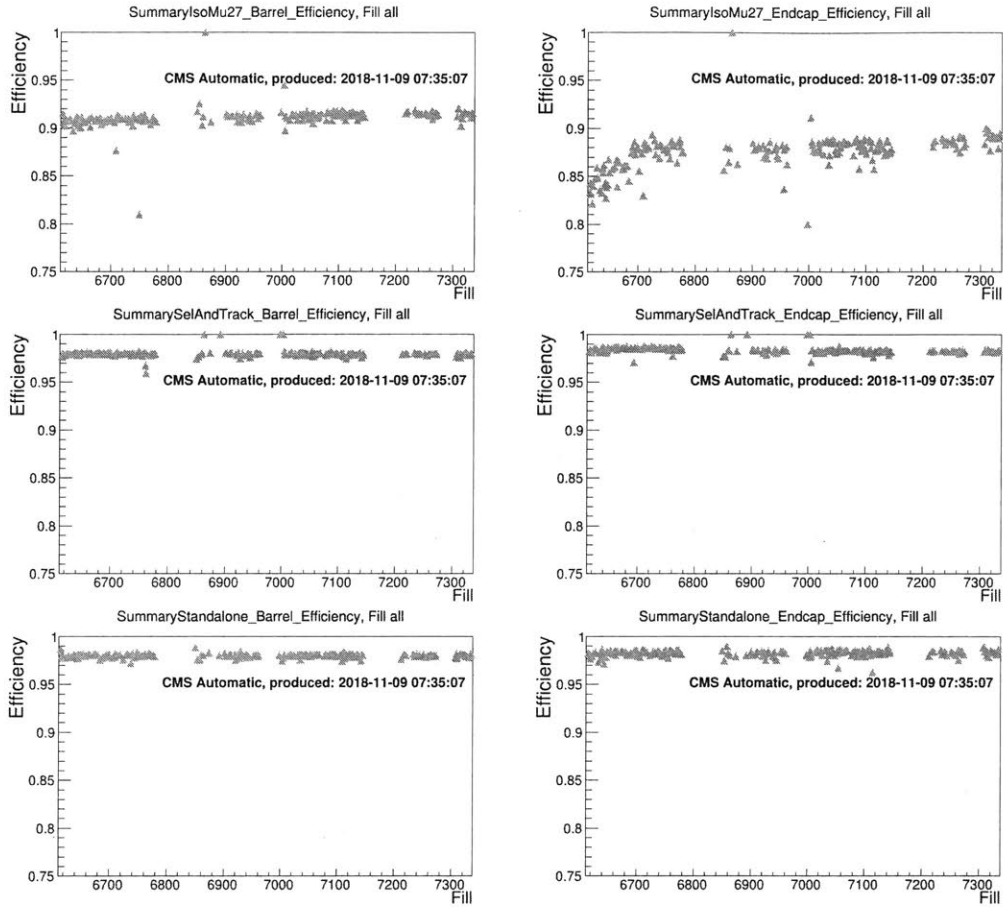 SummaryIsoMu27_Barrel_Efficiency, Fill all
Efficiency
1
0.95
0.9
0.85
0.8
0.75
CMS Automatic, produced: 2018-11-09 07:35:07
6700 6800 6900 7000 7100 7200 7300
Fill
SummaryIsoMu27_Endcap_Efficiency, Fill all
Efficiency
1
0.95
0.9
0.85
0.8
0.75
CMS Automatic, produced: 2018-11-09 07:35:07
6700 6800 6900 7000 7100 7200 7300
Fill
SummarySelAndTrack_Barrel_Efficiency, Fill all
Efficiency
1
0.95
0.9
0.85
0.8
0.75
CMS Automatic, produced: 2018-11-09 07:35:07
6700 6800 6900 7000 7100 7200 7300
Fill
SummarySelAndTrack_Endcap_Efficiency, Fill all
Efficiency
1
0.95
0.9
0.85
0.8
0.75
CMS Automatic, produced: 2018-11-09 07:35:07
6700 6800 6900 7000 7100 7200 7300
Fill
SummaryStandalone_Barrel_Efficiency, Fill all
Efficiency
1
0.95
0.9
0.85
0.8
0.75
CMS Automatic, produced: 2018-11-09 07:35:07
6700 6800 6900 7000 7100 7200 7300
Fill
SummaryStandalone_Endcap_Efficiency, Fill all
Efficiency
1
0.95
0.9
0.85
0.8
0.75
CMS Automatic, produced: 2018-11-09 07:35:07
6700 6800 6900 7000 7100 7200 7300
Fill